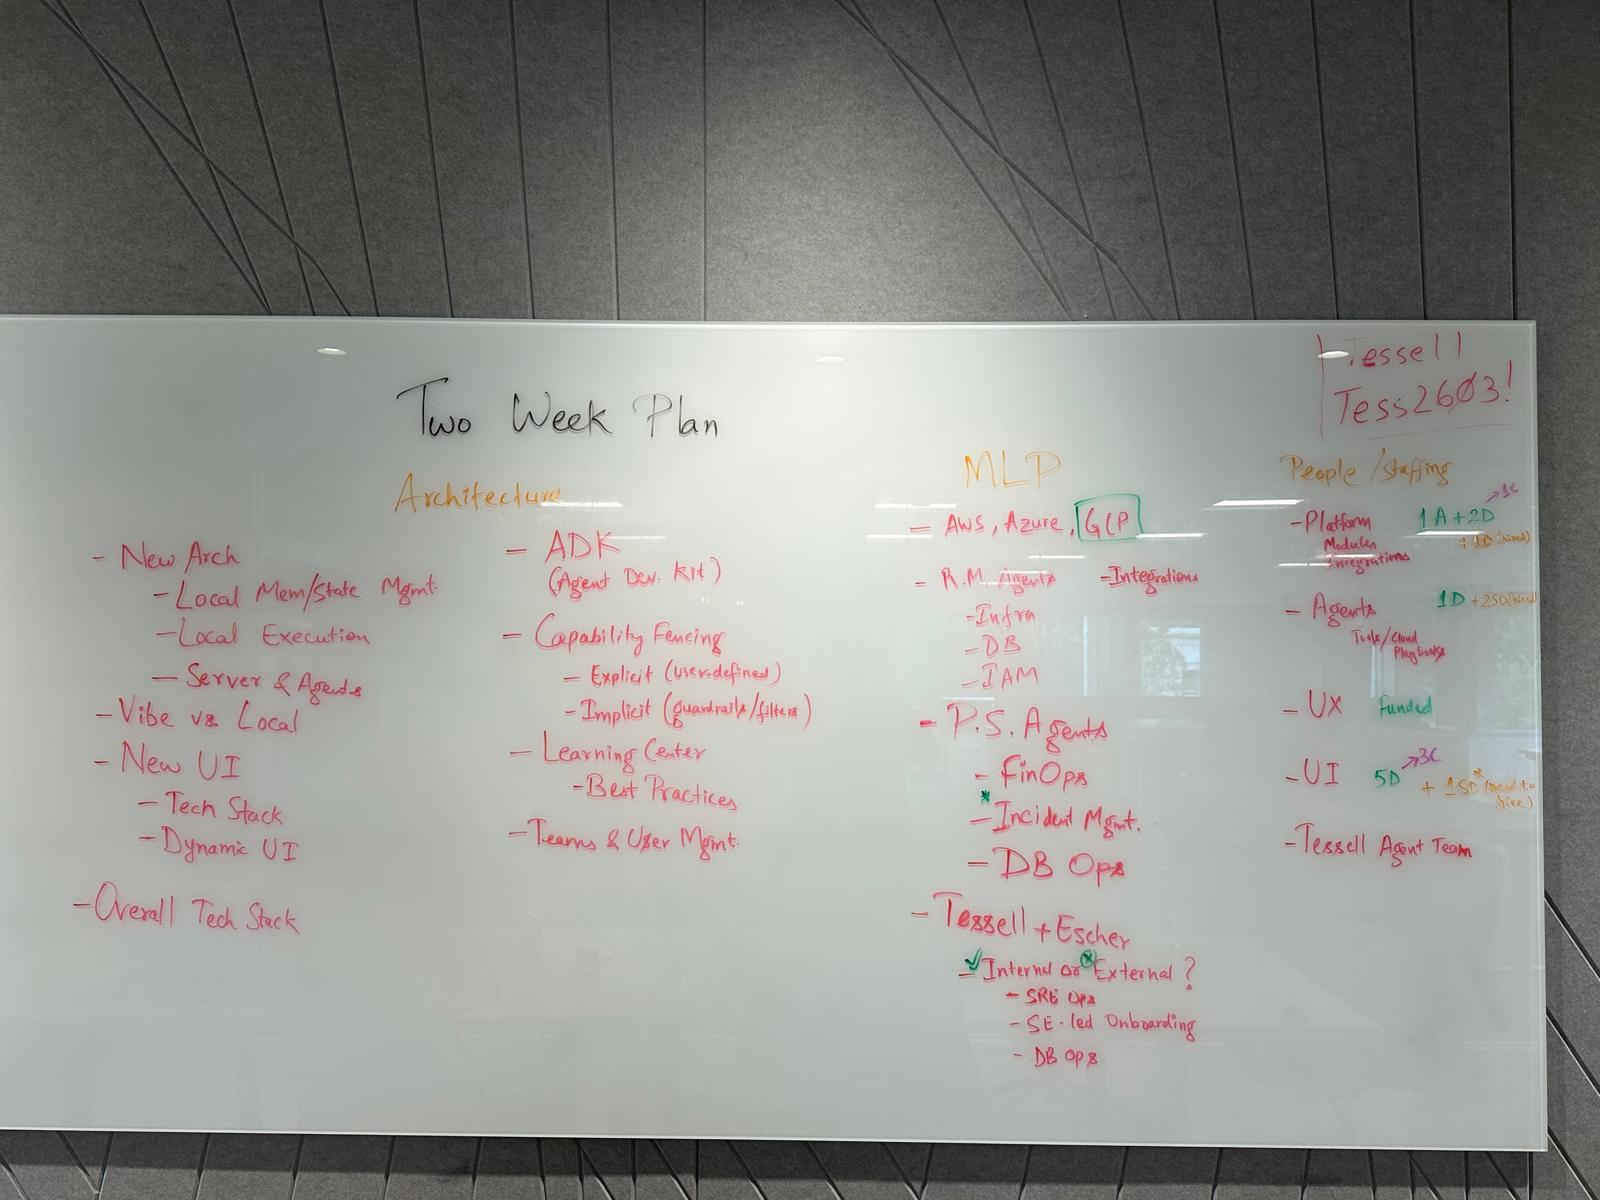 Tessell
Tess2603!
Two Week Plan
Architecture
- New Arch
- Local Mem/State Mgmt.
- Local Execution
- Server & Agents
- Vibe vs Local
- New UI
- Tech Stack
- Dynamic UI
- Overall Tech Stack
- ADK
(Agent Dev. Kit)
- Capability Fencing
- Explicit (user-defined)
- Implicit (guardrails/filters)
- Learning Center
- Best Practices
- Teams & User Mgmt.
MLP
- AWS, Azure, GCP
- R.M. Agents - Integrations
- Infra
- DB
- IAM
- P.S. Agents
- FinOps
* - Incident Mgmt.
- DB Ops
- Tessell + Escher
- Internal or External?
- SRE Ops
- SE-led Onboarding
- DB Ops
People/staffing
- Platform 1A+2D → 1C
Modules + 1D (hired)
Integrations
- Agents 1D +2SD (hired)
Tools/Cloud
Playbooks
- UX Funded
- UI 5D → 3C + 1SD* (need to
hire)
- Tessell Agent Team